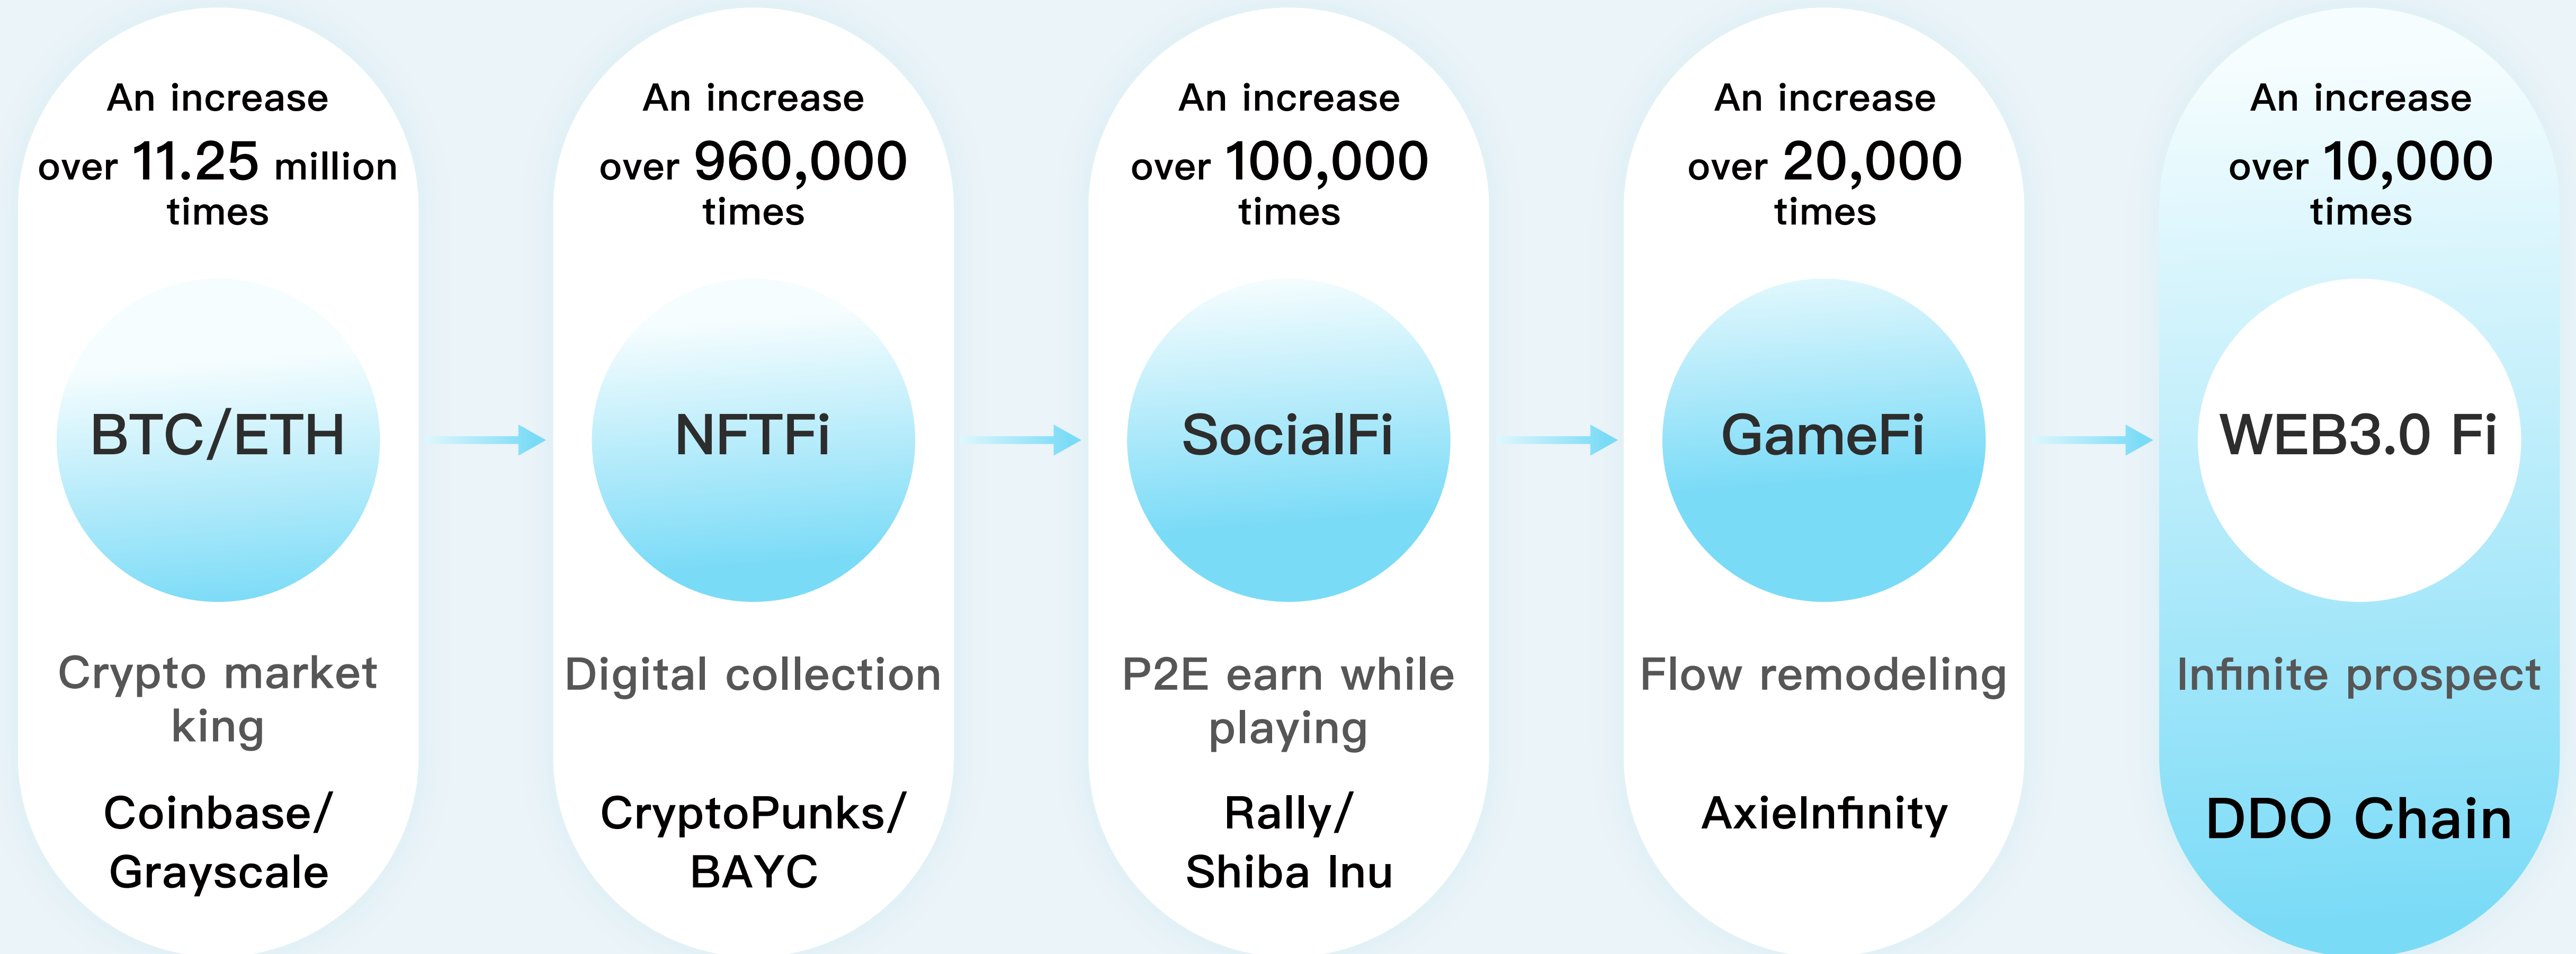 An increase
over 11.25 million
times
BTC/ETH
Crypto market
king
Coinbase/
Grayscale
An increase
over 960,000
times
NFTFi
Digital collection
CryptoPunks/
BAYC
An increase
over 100,000
times
SocialFi
P2E earn while
playing
Rally/
Shiba Inu
An increase
over 20,000
times
GameFi
Flow remodeling
AxieInfinity
An increase
over 10,000
times
WEB3.0 Fi
Infinite prospect
DDO Chain